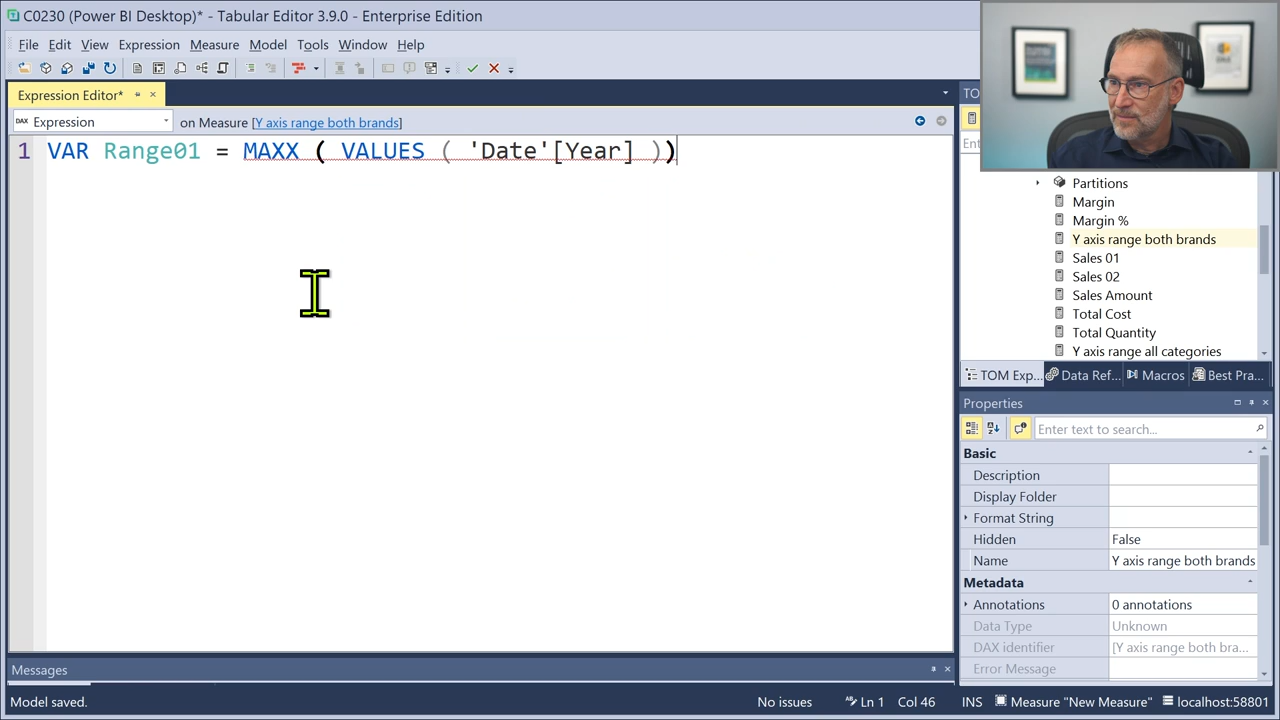 C0230 (Power BI Desktop)* - Tabular Editor 3.9.0 - Enterprise Edition
File Edit View Expression Measure Model Tools Window Help
Expression Editor*
DAX Expression on Measure [Y axis range both brands]
1 VAR Range01 = MAXX ( VALUES ( 'Date'[Year] ))
Partitions
Margin
Margin %
Y axis range both brands
Sales 01
Sales 02
Sales Amount
Total Cost
Total Quantity
Y axis range all categories
TOM Exp... Data Ref... Macros Best Pra...
Properties
Enter text to search...
Basic
Description
Display Folder
Format String
Hidden False
Name Y axis range both brands
Metadata
Annotations 0 annotations
Data Type Unknown
DAX identifier [Y axis range both bra...
Error Message
Messages
Model saved. No issues Ln 1 Col 46 INS Measure "New Measure" localhost:58801